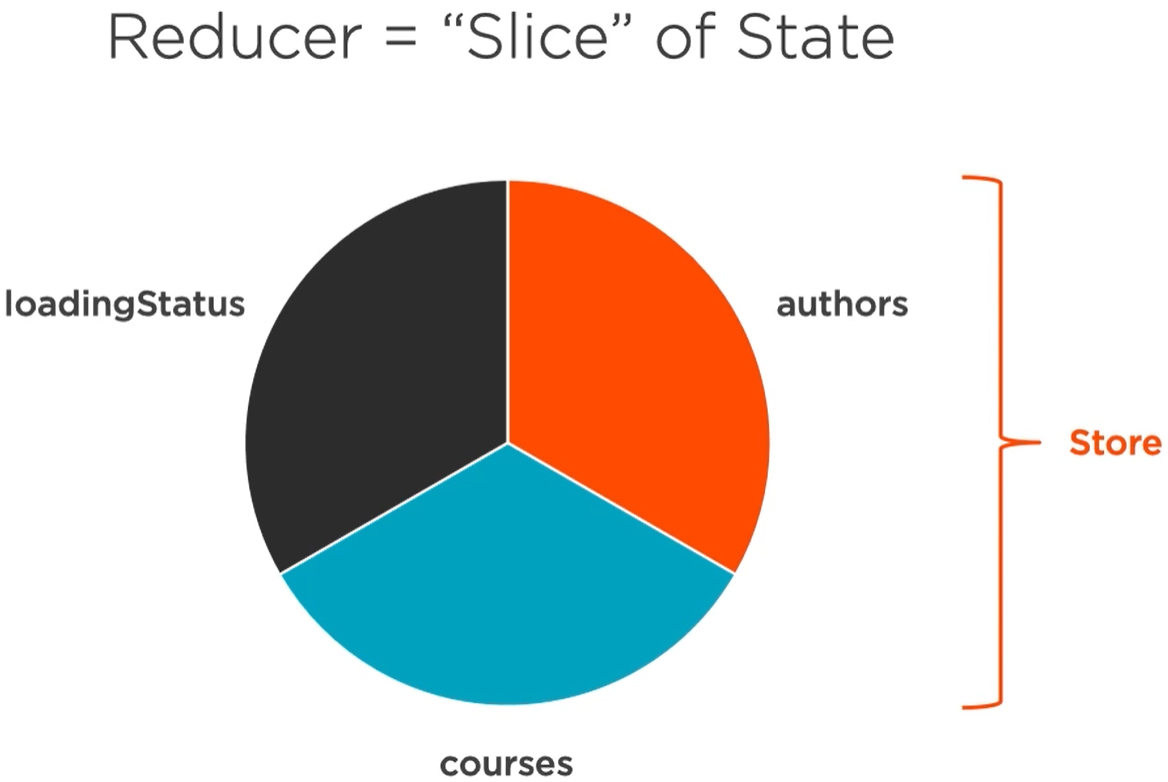 Reducer = “Slice” of State
loadingStatus
authors
Store
courses